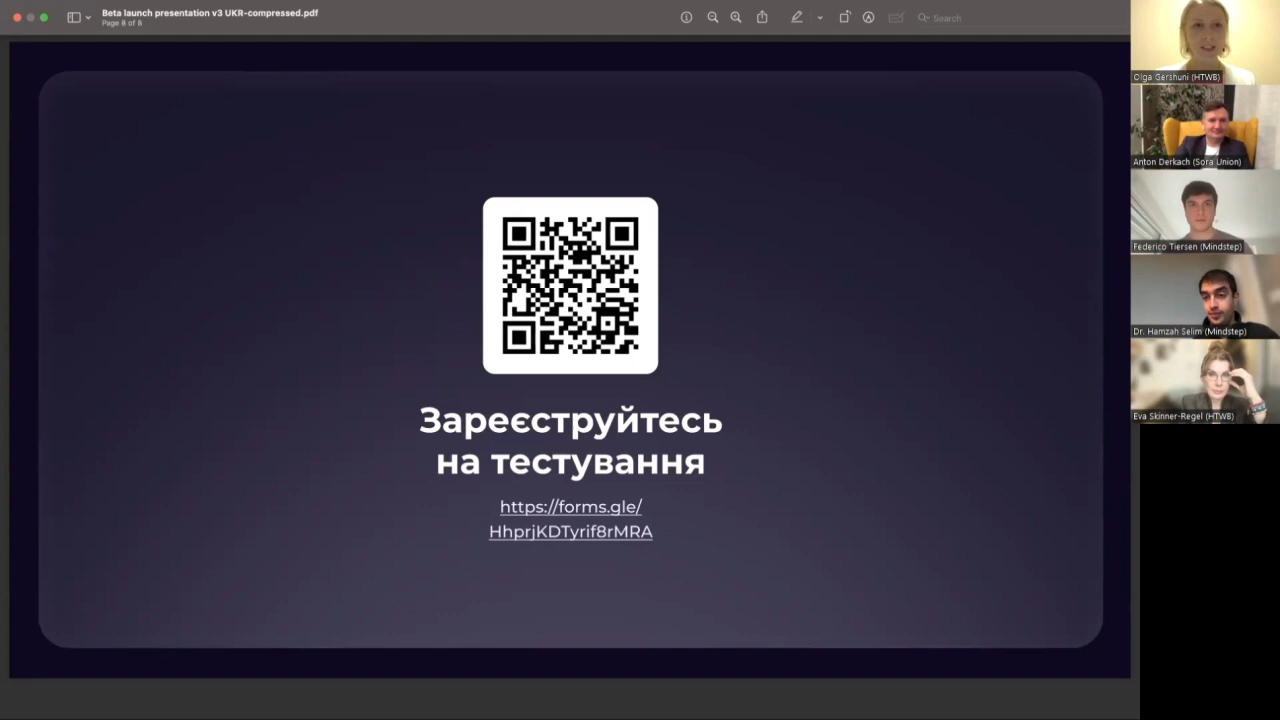 Beta launch presentation v3 UKR-compressed.pdf
Page 8 of 8
Search
Зареєструйтесь
на тестування
https://forms.gle/
HhprjKDTyrif8rMRA
Olga Gershuni (HTWB)
Anton Derkach (Sora Union)
Federico Tiersen (Mindstep)
Dr. Hamzah Selim (Mindstep)
Eva Skinner-Regel (HTWB)